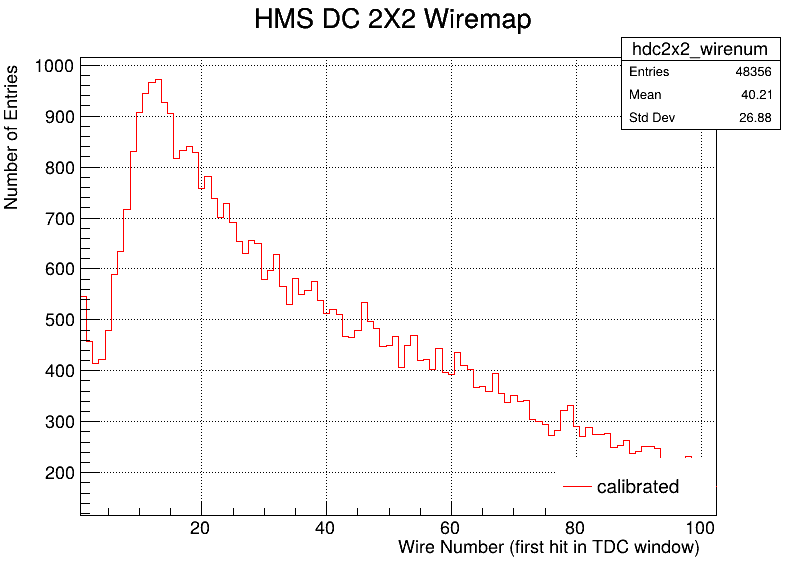 HMS DC 2X2 Wiremap
hdc2x2_wirenum
Entries 48356
Mean 40.21
Std Dev 26.88
Number of Entries
1000
900
800
700
600
500
400
300
200
calibrated
20 40 60 80 100
Wire Number (first hit in TDC window)